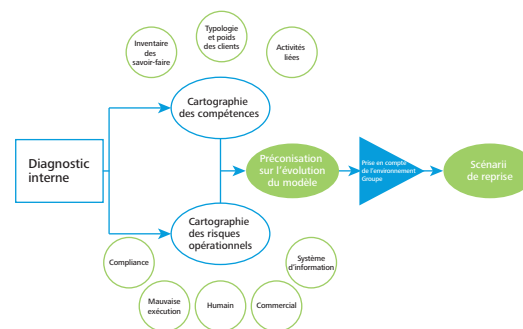 Inventaire
des
savoir-faire
Typologie
et poids
des clients
Activités
liées
Cartographie
des compétences
Diagnostic
interne
Préconisation
sur l'évolution
du modèle
Prise en compte
de l'environnement
Groupe
Scénarii
de reprise
Cartographie
des risques
opérationnels
Compliance
Système
d'information
Mauvaise
exécution
Humain
Commercial